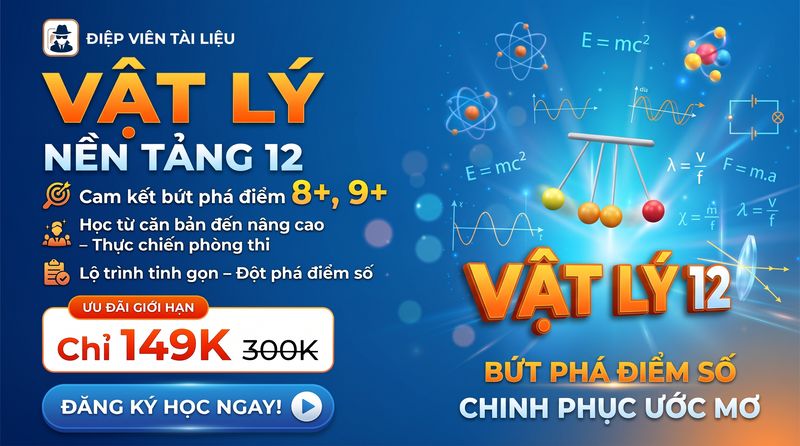 ĐIỆP VIÊN TÀI LIỆU
VẬT LÝ
NỀN TẢNG 12
Cam kết bứt phá điểm 8+, 9+
Học từ căn bản đến nâng cao
– Thực chiến phòng thi
Lộ trình tinh gọn – Đột phá điểm số
ƯU ĐÃI GIỚI HẠN
Chỉ 149K 300K
ĐĂNG KÝ HỌC NGAY!
E = mc²
E = mc²
λ = v/f
F = m.a
χ = m/f
λ = v/f
VẬT LÝ 12
BỨT PHÁ ĐIỂM SỐ
CHINH PHỤC ƯỚC MƠ